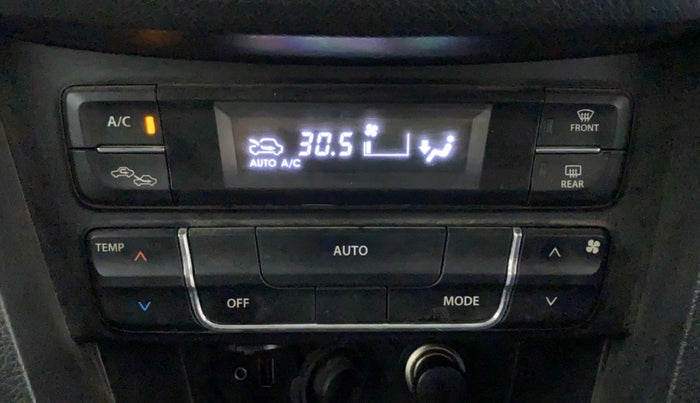 A/C
30.5
AUTO A/C
FRONT
REAR
TEMP
AUTO
OFF
MODE